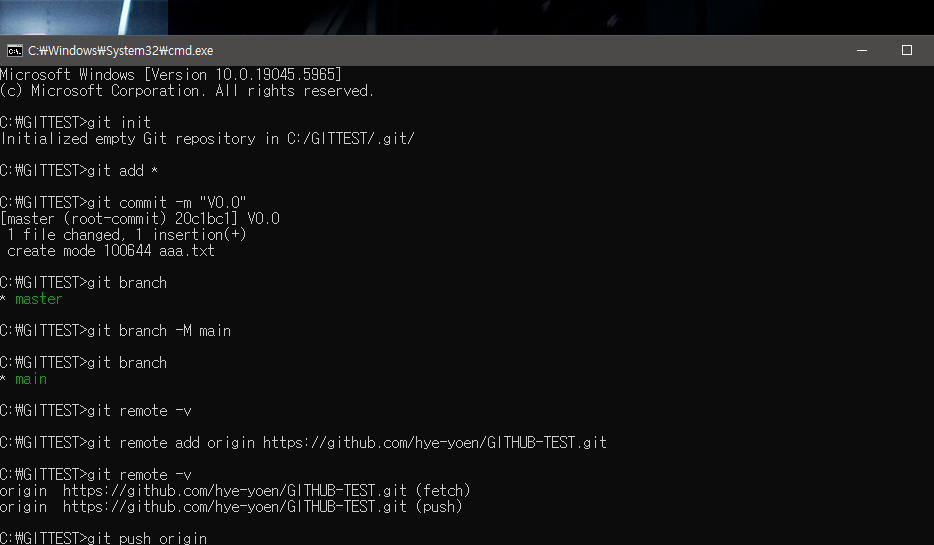 C:₩Windows₩System32₩cmd.exe
Microsoft Windows [Version 10.0.19045.5965]
(c) Microsoft Corporation. All rights reserved.
C:₩GITTEST>git init
Initialized empty Git repository in C:/GITTEST/.git/
C:₩GITTEST>git add *
C:₩GITTEST>git commit -m "V0.0"
[master (root-commit) 20c1bc1] V0.0
1 file changed, 1 insertion(+)
create mode 100644 aaa.txt
C:₩GITTEST>git branch
* master
C:₩GITTEST>git branch -M main
C:₩GITTEST>git branch
* main
C:₩GITTEST>git remote -v
C:₩GITTEST>git remote add origin https://github.com/hye-yoen/GITHUB-TEST.git
C:₩GITTEST>git remote -v
origin  https://github.com/hye-yoen/GITHUB-TEST.git (fetch)
origin  https://github.com/hye-yoen/GITHUB-TEST.git (push)
C:₩GITTEST>git push origin